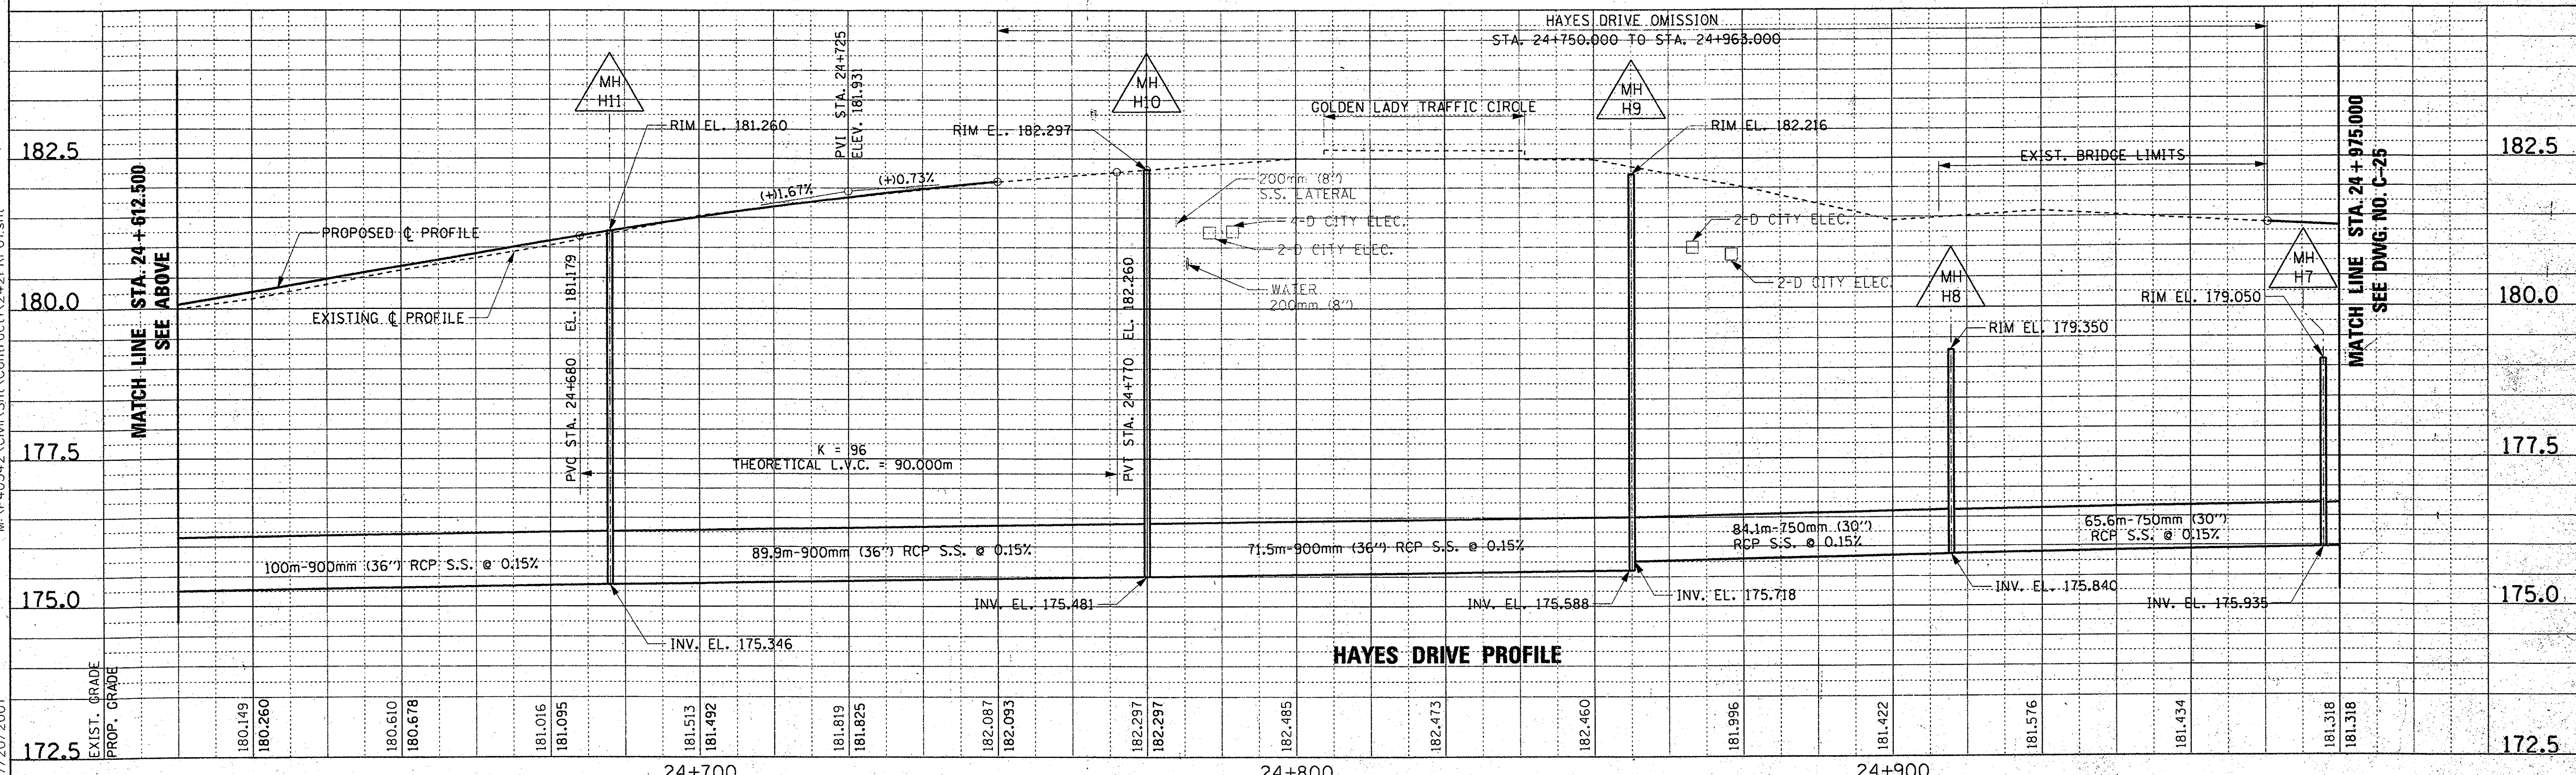 HAYES DRIVE OMISSION
STA. 24+750.000 TO STA. 24+963.000
PVI STA. 24+725
ELEV. 181.931
MH
H11
MH
H10
MH
H9
GOLDEN LADY TRAFFIC CIRCLE
RIM EL. 181.260
RIM EL. 182.297
RIM EL. 182.216
182.5
182.5
MATCH LINE STA. 24+612.500
SEE ABOVE
MATCH LINE STA. 24+975.000
SEE DWG. NO. C-25
EXIST. BRIDGE LIMITS
(+)1.67%
(+)0.73%
200mm (8")
S.S. LATERAL
4-D CITY ELEC.
2-D CITY ELEC.
WATER
200mm (8")
2-D CITY ELEC.
2-D CITY ELEC.
PROPOSED ℄ PROFILE
EXISTING ℄ PROFILE
180.0
180.0
MH
H8
MH
H7
RIM EL. 179.350
RIM EL. 179.050
PVC STA. 24+680 EL. 181.179
PVT STA. 24+770 EL. 182.260
177.5
177.5
K = 96
THEORETICAL L.V.C. = 90.000m
100m-900mm (36") RCP S.S. @ 0.15%
89.9m-900mm (36") RCP S.S. @ 0.15%
71.5m-900mm (36") RCP S.S. @ 0.15%
84.1m-750mm (30")
RCP S.S. @ 0.15%
65.6m-750mm (30")
RCP S.S. @ 0.15%
175.0
175.0
INV. EL. 175.346
INV. EL. 175.481
INV. EL. 175.588
INV. EL. 175.718
INV. EL. 175.840
INV. EL. 175.935
HAYES DRIVE PROFILE
EXIST. GRADE
PROP. GRADE
180.149
180.260
180.610
180.678
181.016
181.095
181.513
181.492
181.819
181.825
182.087
182.093
182.297
182.297
182.485
182.473
182.460
181.996
181.422
181.576
181.434
181.318
181.318
172.5
172.5
24+700
24+800
24+900